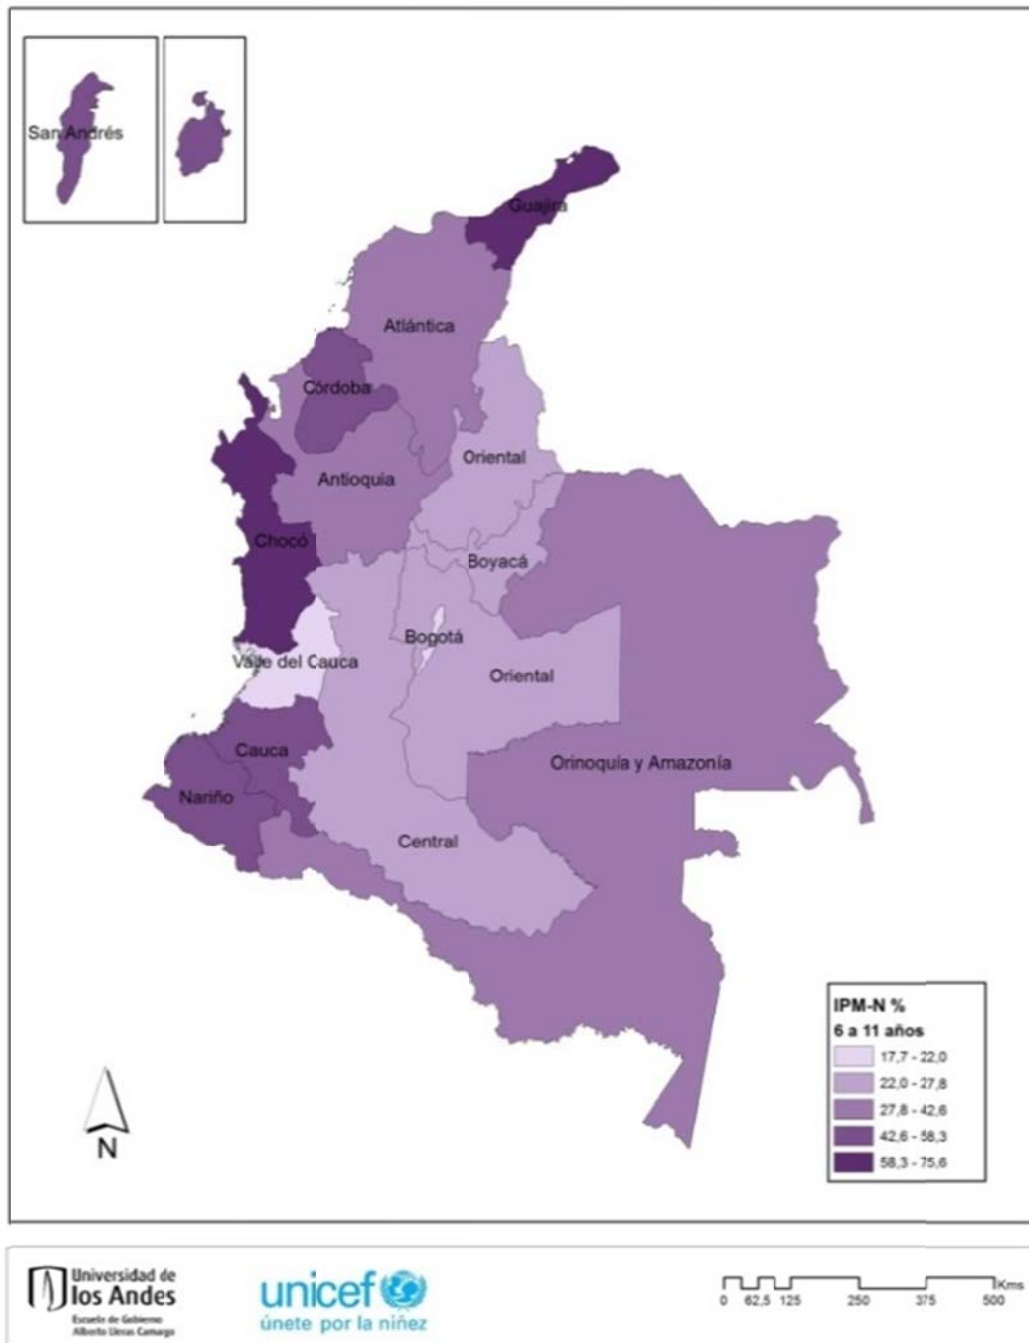 San Andrés
Guajira
Atlántica
Córdoba
Oriental
Antioquia
Chocó
Boyacá
Bogotá
Valle del Cauca
Oriental
Cauca
Orinoquía y Amazonía
Nariño
Central
IPM-N %
6 a 11 años
17,7 - 22,0
22,0 - 27,8
27,8 - 42,6
42,6 - 58,3
58,3 - 75,6
N
Universidad de
los Andes
Escuela de Gobierno
Alberto Lleras Camargo
unicef
únete por la niñez
Kms
0 62,5 125 250 375 500